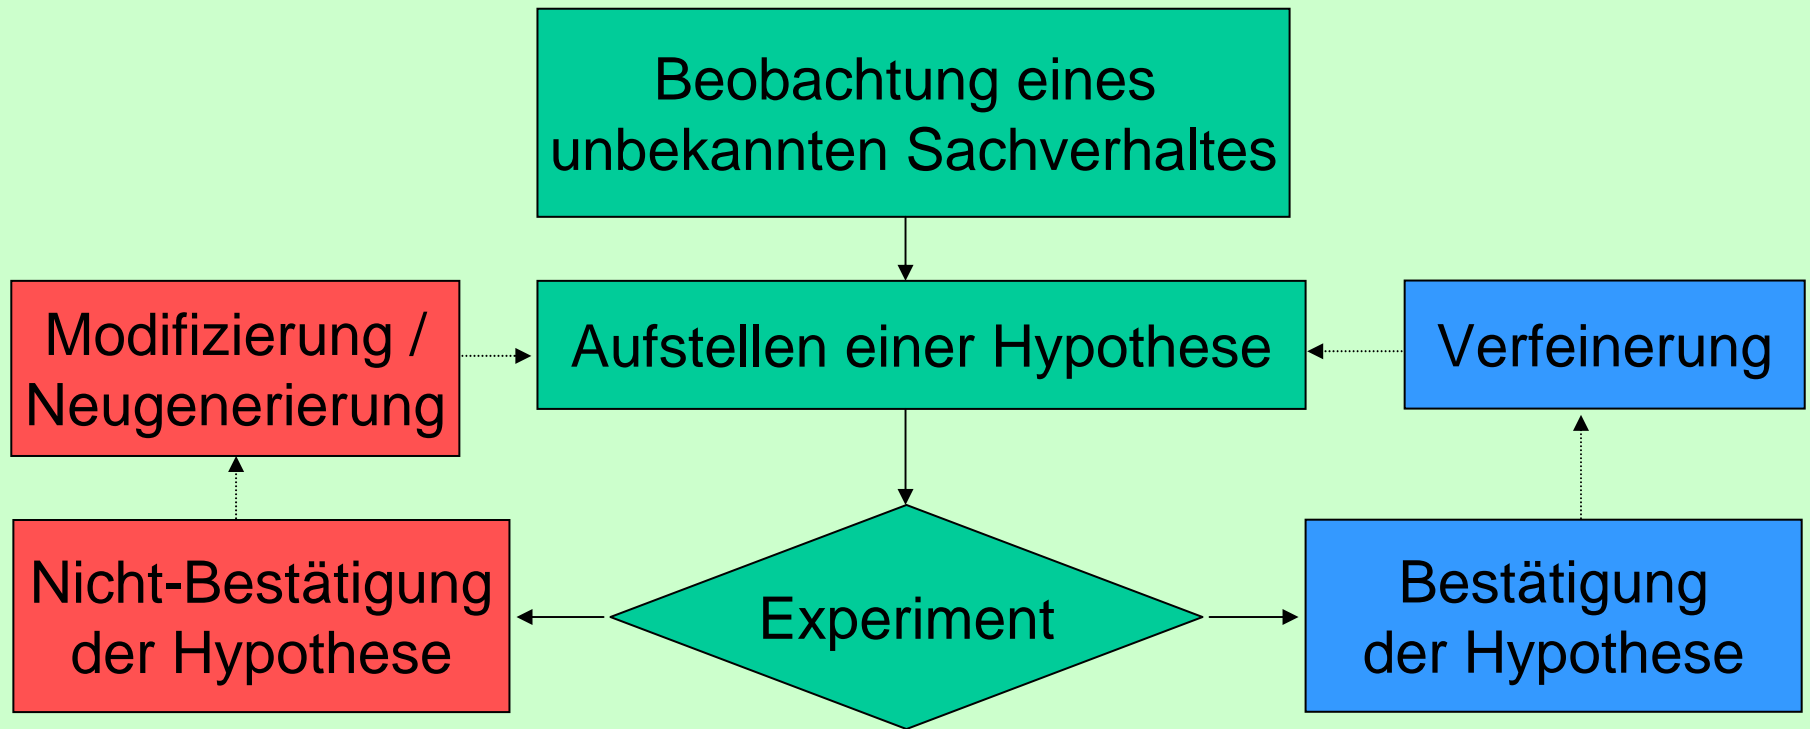 Beobachtung eines
unbekannten Sachverhaltes
Modifizierung /
Neugenerierung
Aufstellen einer Hypothese
Verfeinerung
Nicht-Bestätigung
der Hypothese
Experiment
Bestätigung
der Hypothese